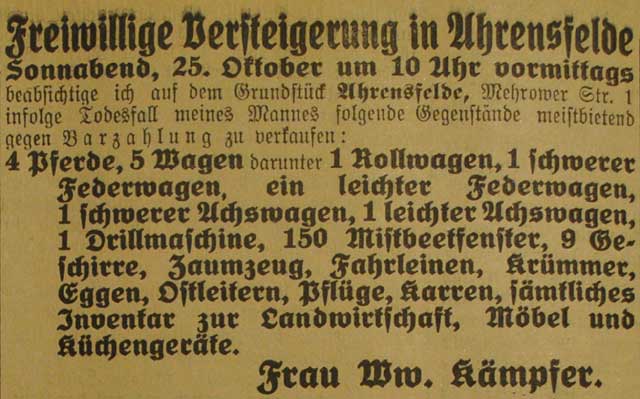 Freiwillige Versteigerung in Ahrensfelde
Sonnabend, 25. Oktober um 10 Uhr vormittags
beabsichtige ich auf dem Grundstück Ahrensfelde, Mehrower Str. 1
infolge Todesfall meines Mannes folgende Gegenstände meistbietend
gegen Barzahlung zu verkaufen:
4 Pferde, 5 Wagen darunter 1 Rollwagen, 1 schwerer
Federwagen, ein leichter Federwagen,
1 schwerer Achswagen, 1 leichter Achswagen,
1 Drillmaschine, 150 Mistbeetfenster, 9 Ge-
schirre, Zaumzeug, Fahrleinen, Krümmer,
Eggen, Ostleitern, Pflüge, Karren, sämtliches
Inventar zur Landwirtschaft, Möbel und
Küchengeräte.
Frau Ww. Kämpfer.